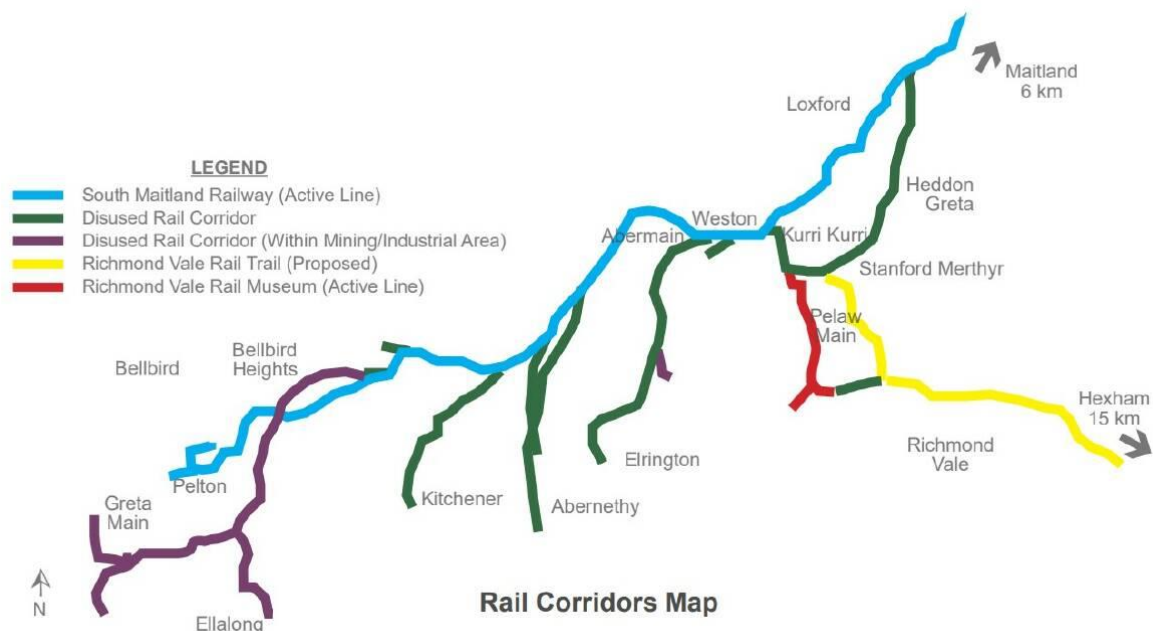 Maitland
6 km
Loxford
LEGEND
South Maitland Railway (Active Line)
Disused Rail Corridor
Disused Rail Corridor (Within Mining/Industrial Area)
Richmond Vale Rail Trail (Proposed)
Richmond Vale Rail Museum (Active Line)
Heddon
Greta
Weston
Abermain
Kurri Kurri
Stanford Merthyr
Pelaw
Main
Bellbird
Bellbird
Heights
Hexham
15 km
Richmond
Vale
Elrington
Pelton
Kitchener
Abernethy
Greta
Main
N
Ellalong
Rail Corridors Map